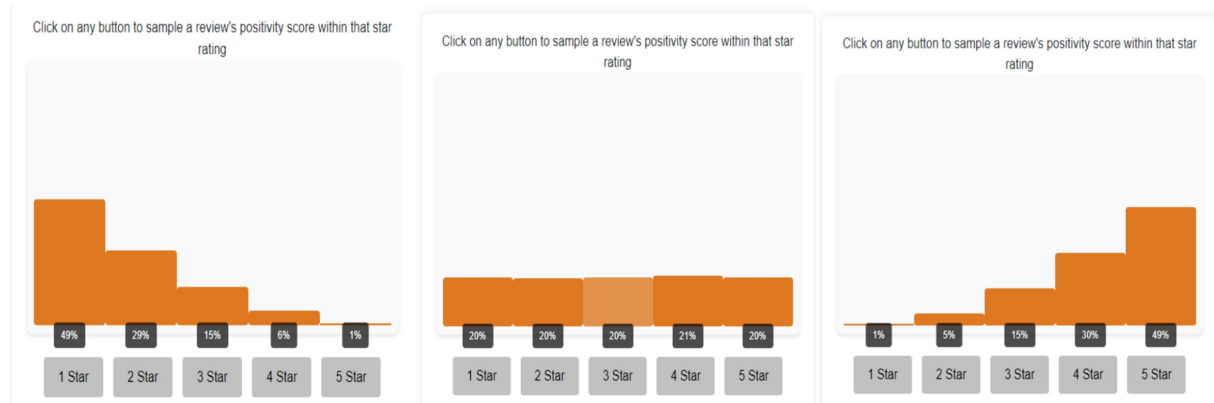 Click on any button to sample a review's positivity score within that star
rating
49% 29% 15% 6% 1%
1 Star 2 Star 3 Star 4 Star 5 Star
Click on any button to sample a review's positivity score within that star
rating
20% 20% 20% 21% 20%
1 Star 2 Star 3 Star 4 Star 5 Star
Click on any button to sample a review's positivity score within that star
rating
1% 5% 15% 30% 49%
1 Star 2 Star 3 Star 4 Star 5 Star